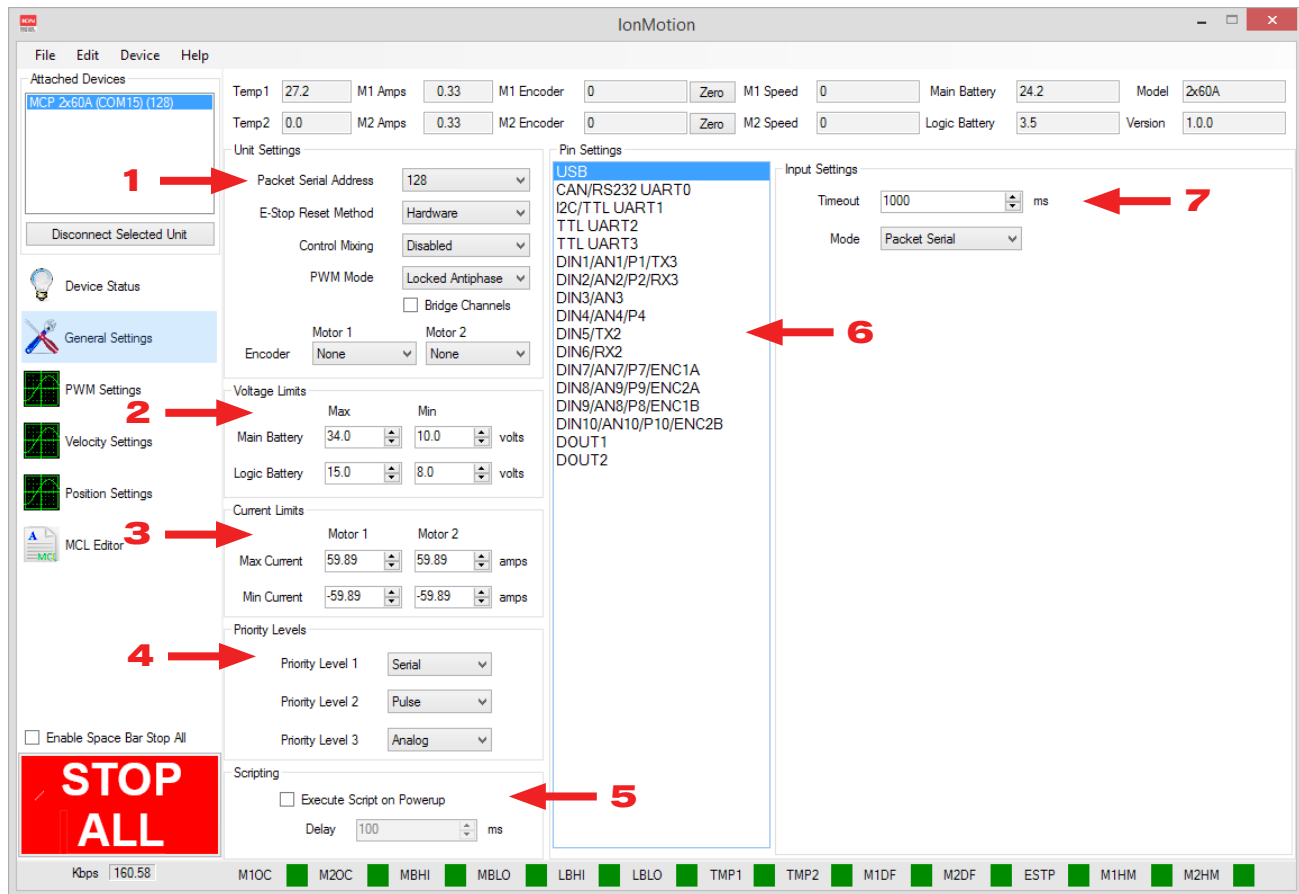 IonMotion
File Edit Device Help
Attached Devices
MCP 2x60A (COM15) (128)
Disconnect Selected Unit
Temp1 27.2 M1 Amps 0.33 M1 Encoder 0 Zero M1 Speed 0 Main Battery 24.2 Model 2x60A
Temp2 0.0 M2 Amps 0.33 M2 Encoder 0 Zero M2 Speed 0 Logic Battery 3.5 Version 1.0.0
Device Status
General Settings
PWM Settings
Velocity Settings
Position Settings
MCL Editor
Enable Space Bar Stop All
STOP
ALL
Unit Settings
1
Packet Serial Address 128
E-Stop Reset Method Hardware
Control Mixing Disabled
PWM Mode Locked Antiphase
Bridge Channels
Motor 1 Motor 2
Encoder None None
Voltage Limits
2
Max Min
Main Battery 34.0 10.0 volts
Logic Battery 15.0 8.0 volts
Current Limits
3
Motor 1 Motor 2
Max Current 59.89 59.89 amps
Min Current -59.89 -59.89 amps
Priority Levels
4
Priority Level 1 Serial
Priority Level 2 Pulse
Priority Level 3 Analog
Scripting
Execute Script on Powerup
5
Delay 100 ms
Pin Settings
USB
CAN/RS232 UART0
I2C/TTL UART1
TTL UART2
TTL UART3
DIN1/AN1/P1/TX3
DIN2/AN2/P2/RX3
DIN3/AN3
DIN4/AN4/P4
DIN5/TX2
6
DIN6/RX2
DIN7/AN7/P7/ENC1A
DIN8/AN9/P9/ENC2A
DIN9/AN8/P8/ENC1B
DIN10/AN10/P10/ENC2B
DOUT1
DOUT2
Input Settings
Timeout 1000 ms
7
Mode Packet Serial
Kbps 160.58 M1OC M2OC MBHI MBLO LBHI LBLO TMP1 TMP2 M1DF M2DF ESTP M1HM M2HM